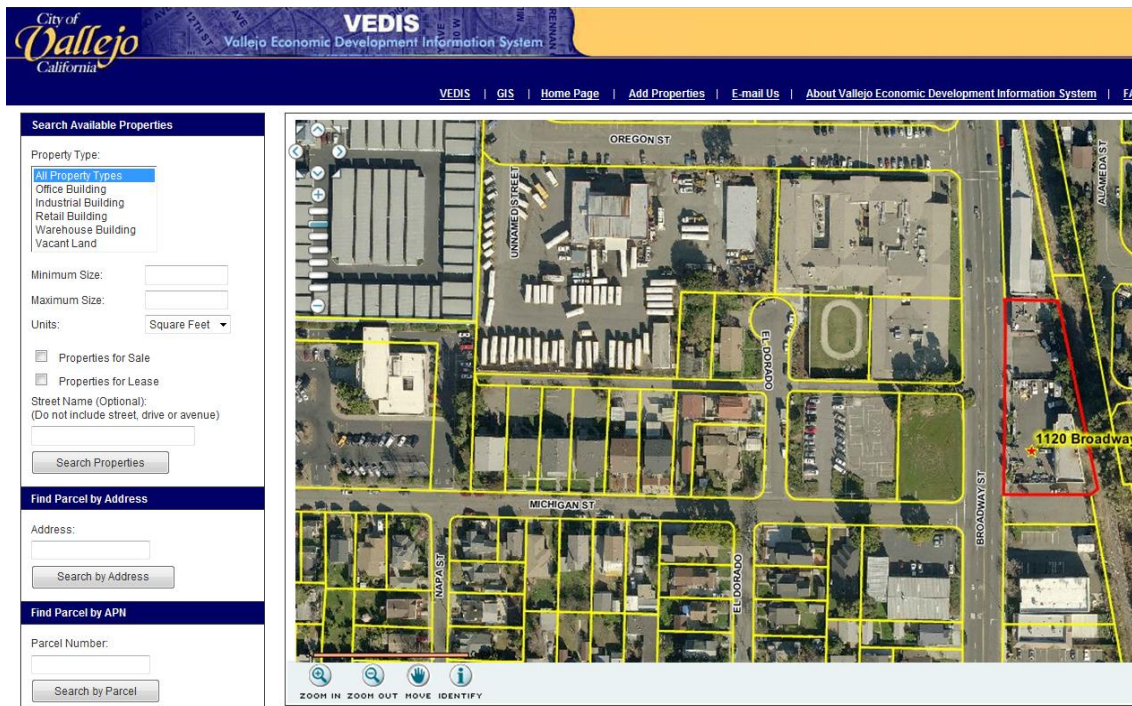 City of
Vallejo
California
VEDIS
Vallejo Economic Development Information System
12TH ST
AVE
VEDIS | GIS | Home Page | Add Properties | E-mail Us | About Vallejo Economic Development Information System |
Search Available Properties
Property Type:
All Property Types
Office Building
Industrial Building
Retail Building
Warehouse Building
Vacant Land
Minimum Size:
Maximum Size:
Units: Square Feet
Properties for Sale
Properties for Lease
Street Name (Optional):
(Do not include street, drive or avenue)
Search Properties
Find Parcel by Address
Address:
Search by Address
Find Parcel by APN
Parcel Number:
Search by Parcel
OREGON ST
UNNAMED STREET
ALAMEDA ST
EL DORADO
1120 Broadway
MICHIGAN ST
BROADWAY ST
NAPA ST
EL DORADO
ZOOM IN ZOOM OUT MOVE IDENTIFY